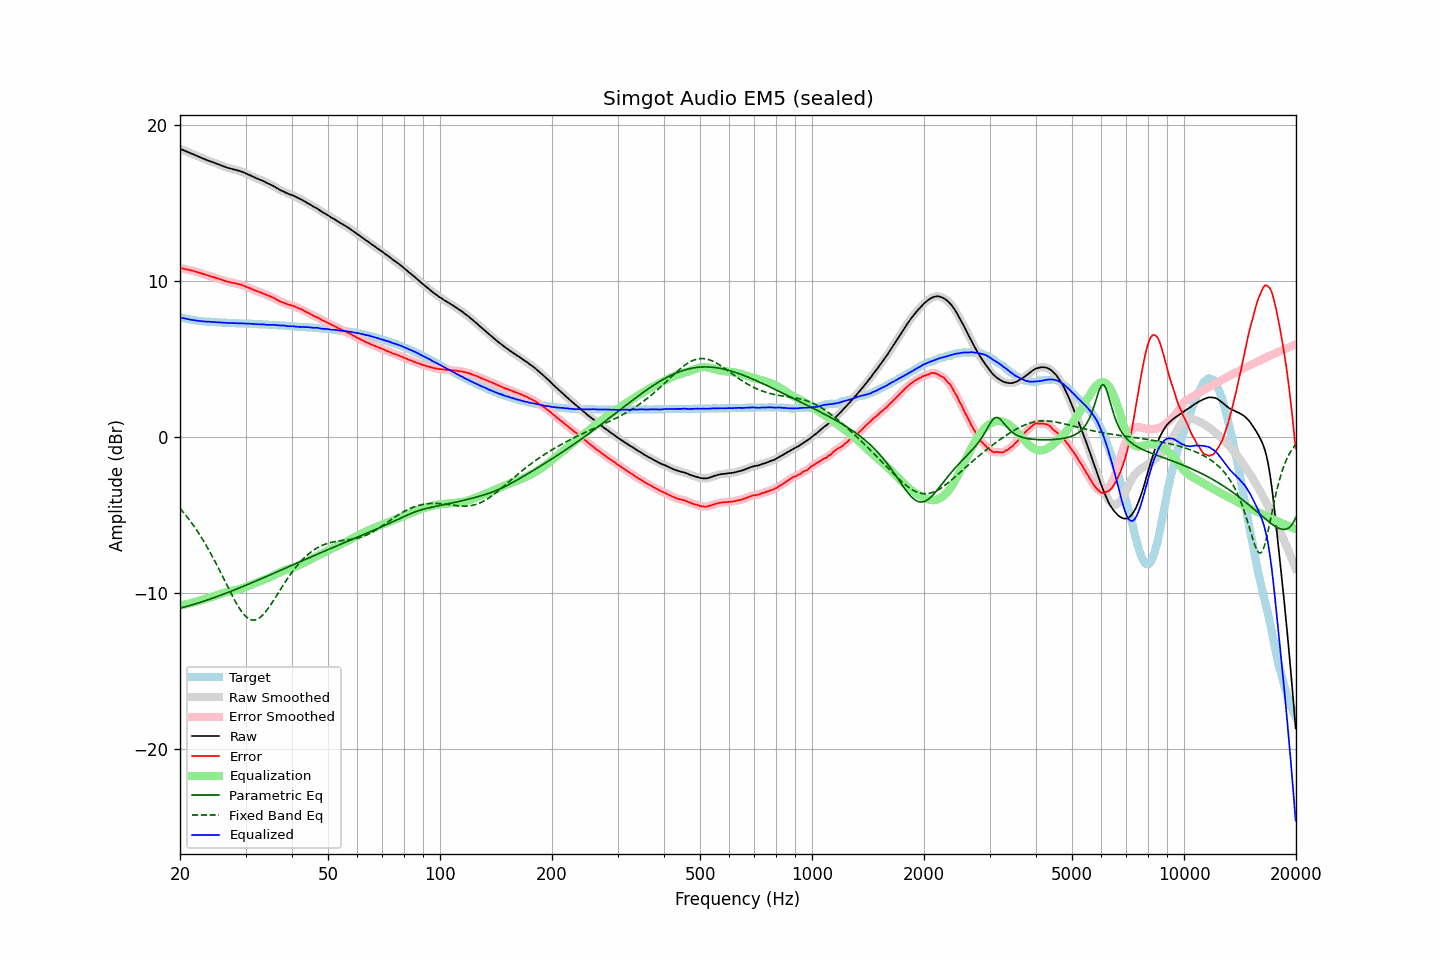 Simgot Audio EM5 (sealed)
20
10
0
−10
−20
Amplitude (dBr)
Target
Raw Smoothed
Error Smoothed
Raw
Error
Equalization
Parametric Eq
Fixed Band Eq
Equalized
20 50 100 200 500 1000 2000 5000 10000 20000
Frequency (Hz)